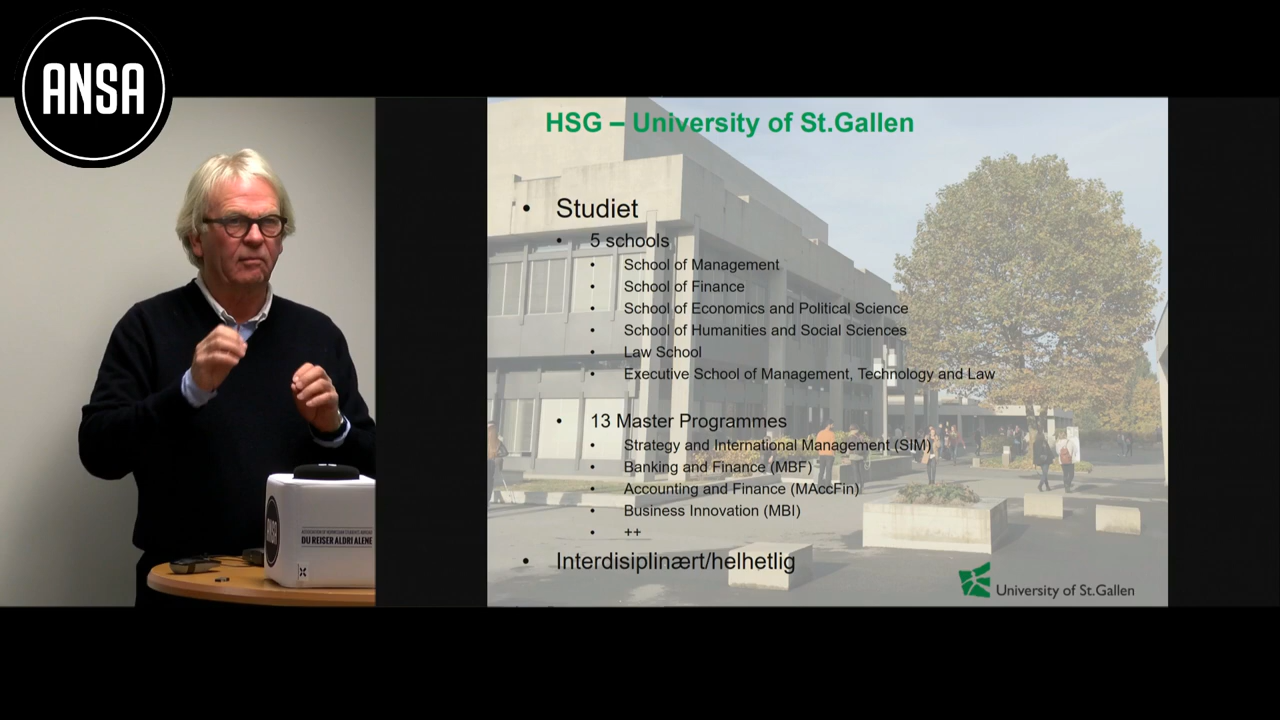 ANSA
HSG – University of St.Gallen
• Studiet
• 5 schools
• School of Management
• School of Finance
• School of Economics and Political Science
• School of Humanities and Social Sciences
• Law School
• Executive School of Management, Technology and Law
• 13 Master Programmes
• Strategy and International Management (SIM)
• Banking and Finance (MBF)
• Accounting and Finance (MAccFin)
• Business Innovation (MBI)
• ++
• Interdisiplinært/helhetlig
University of St.Gallen
ANSA
DU REISER ALDRI ALENE